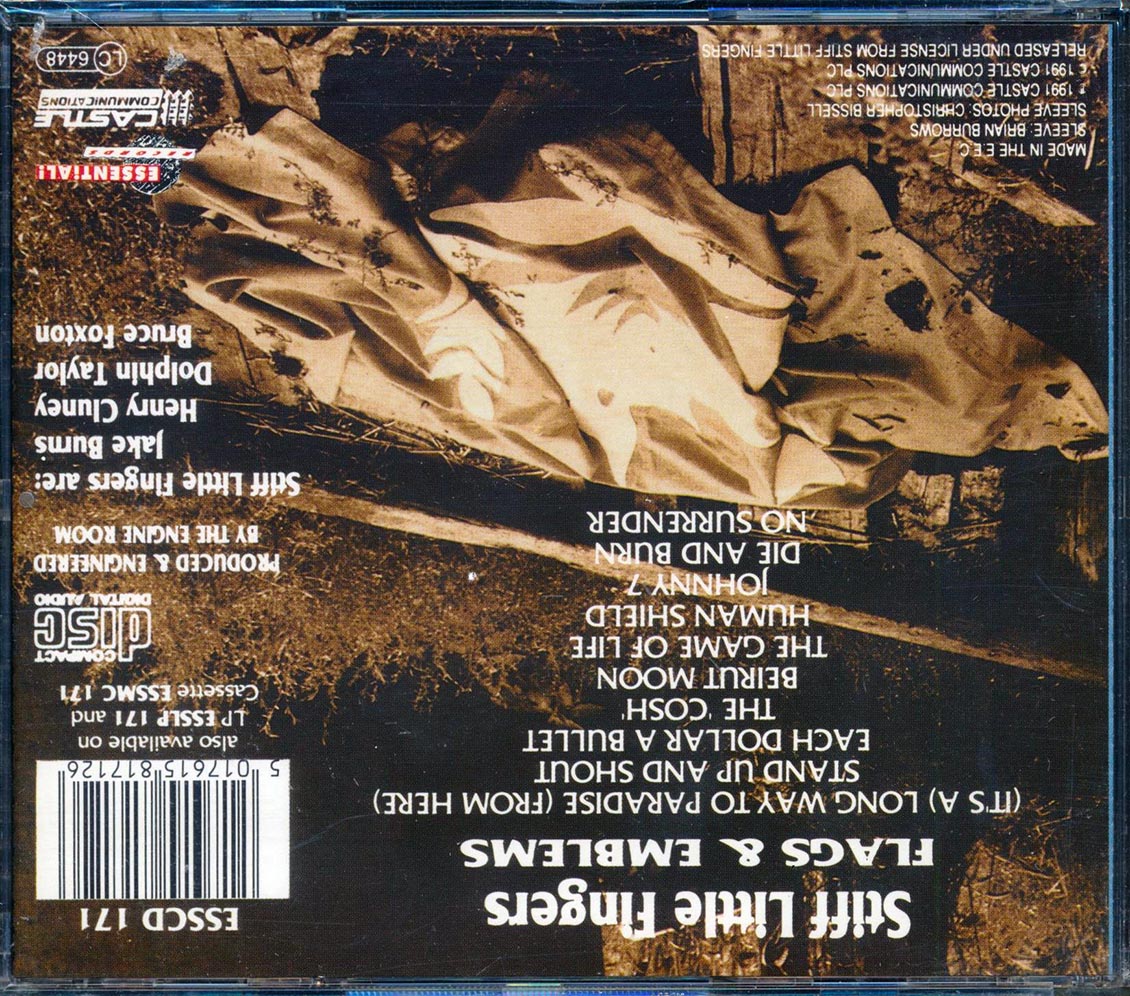 Stiff Little Fingers
FLAGS & EMBLEMS
(IT'S A) LONG WAY TO PARADISE (FROM HERE)
STAND UP AND SHOUT
EACH DOLLAR A BULLET
THE 'COSH'
BEIRUT MOON
THE GAME OF LIFE
HUMAN SHIELD
JOHNNY 7
DIE AND BURN
NO SURRENDER
ESSCD 171
5 017615 817126
also available on
LP ESSLP 171 and
Cassette ESSMC 171
COMPACT
disc
DIGITAL AUDIO
PRODUCED & ENGINEERED
BY THE ENGINE ROOM
Stiff Little Fingers are:
Jake Burns
Henry Cluney
Dolphin Taylor
Bruce Foxton
ESSENTIAL!
RECORDS
CASTLE
COMMUNICATIONS
LC 6448
MADE IN THE E.E.C.
SLEEVE: BRIAN BURROWS
SLEEVE PHOTOS: CHRISTOPHER BISSELL
℗ 1991 CASTLE COMMUNICATIONS PLC
© 1991 CASTLE COMMUNICATIONS PLC
RELEASED UNDER LICENSE FROM STIFF LITTLE FINGERS